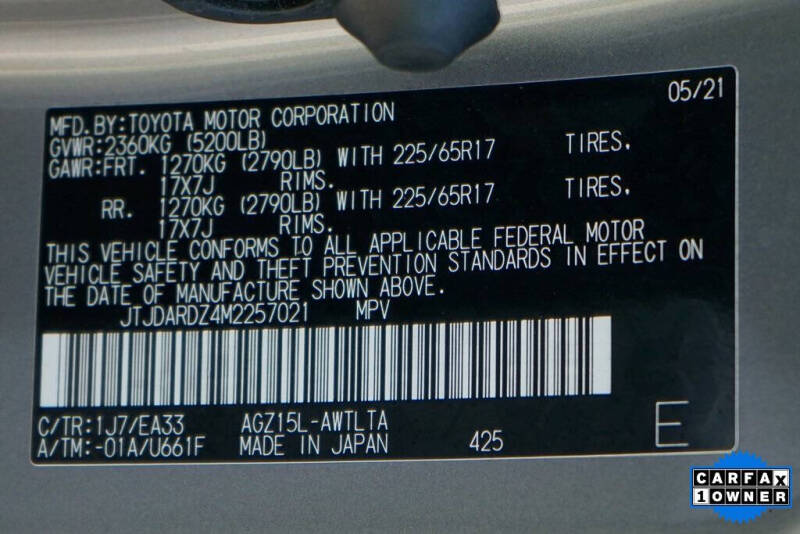 05/21
MFD.BY:TOYOTA MOTOR CORPORATION
GVWR:2360KG (5200LB)
GAWR:FRT. 1270KG (2790LB) WITH 225/65R17 TIRES.
17X7J RIMS.
RR. 1270KG (2790LB) WITH 225/65R17 TIRES.
17X7J RIMS.
THIS VEHICLE CONFORMS TO ALL APPLICABLE FEDERAL MOTOR
VEHICLE SAFETY AND THEFT PREVENTION STANDARDS IN EFFECT ON
THE DATE OF MANUFACTURE SHOWN ABOVE.
JTJDARDZ4M2257021 MPV
C/TR:1J7/EA33 AGZ15L-AWTLTA
A/TM:-01A/U661F MADE IN JAPAN 425 E
CARFAX
1 OWNER